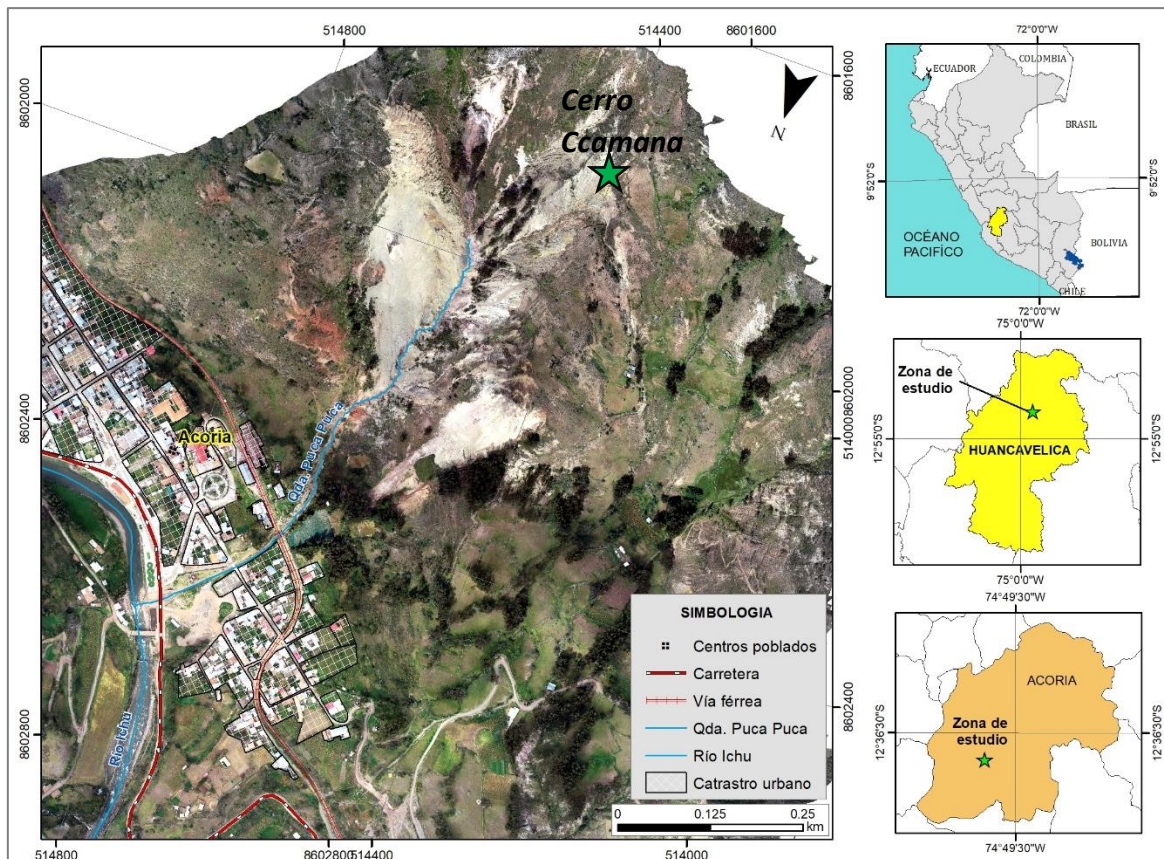 514800
514400
8601600
8602000
8601600
Cerro
Ccamana
N
8602400
Acoria
Qda. Puca Puca
8602000
514000
Río Ichu
8602800
8602400
SIMBOLOGIA
Centros poblados
Carretera
Vía férrea
Qda. Puca Puca
Río Ichu
Catrastro urbano
0 0.125 0.25
km
514800
8602800
514400
514000
72°0'0"W
COLOMBIA
ECUADOR
BRASIL
9°52'0"S
9°52'0"S
OCÉANO
PACIFÍCO
BOLIVIA
CHILE
72°0'0"W
75°0'0"W
Zona de
estudio
12°55'0"S
12°55'0"S
HUANCAVELICA
75°0'0"W
74°49'30"W
ACORIA
12°36'30"S
12°36'30"S
Zona de
estudio
74°49'30"W